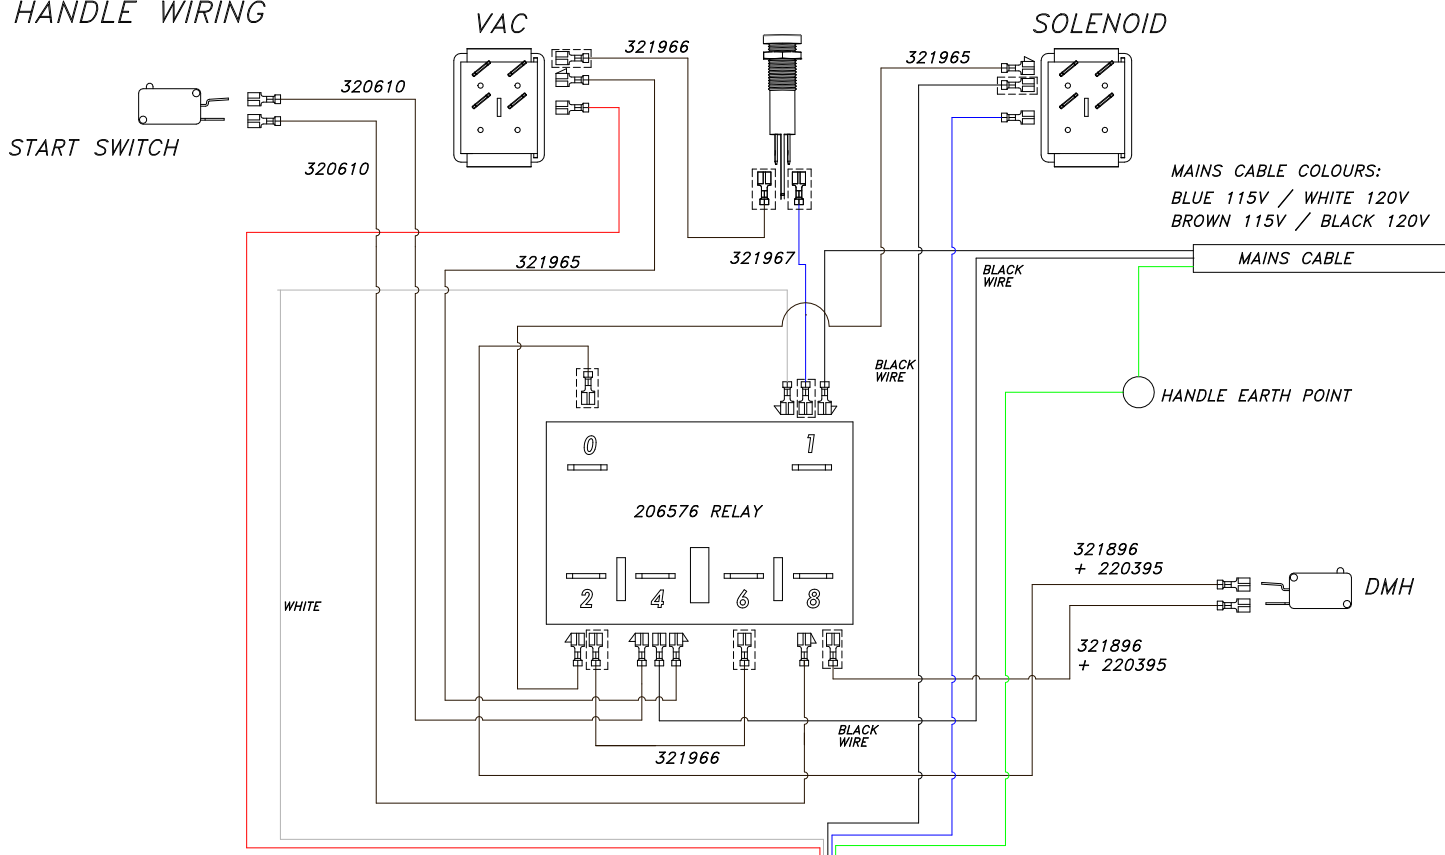 HANDLE WIRING
VAC
SOLENOID
321966
321965
320610
START SWITCH
320610
MAINS CABLE COLOURS:
BLUE 115V / WHITE 120V
BROWN 115V / BLACK 120V
321965
321967
MAINS CABLE
BLACK
WIRE
BLACK
WIRE
HANDLE EARTH POINT
0
1
206576 RELAY
321896
+ 220395
DMH
2
4
6
8
WHITE
321896
+ 220395
BLACK
WIRE
321966